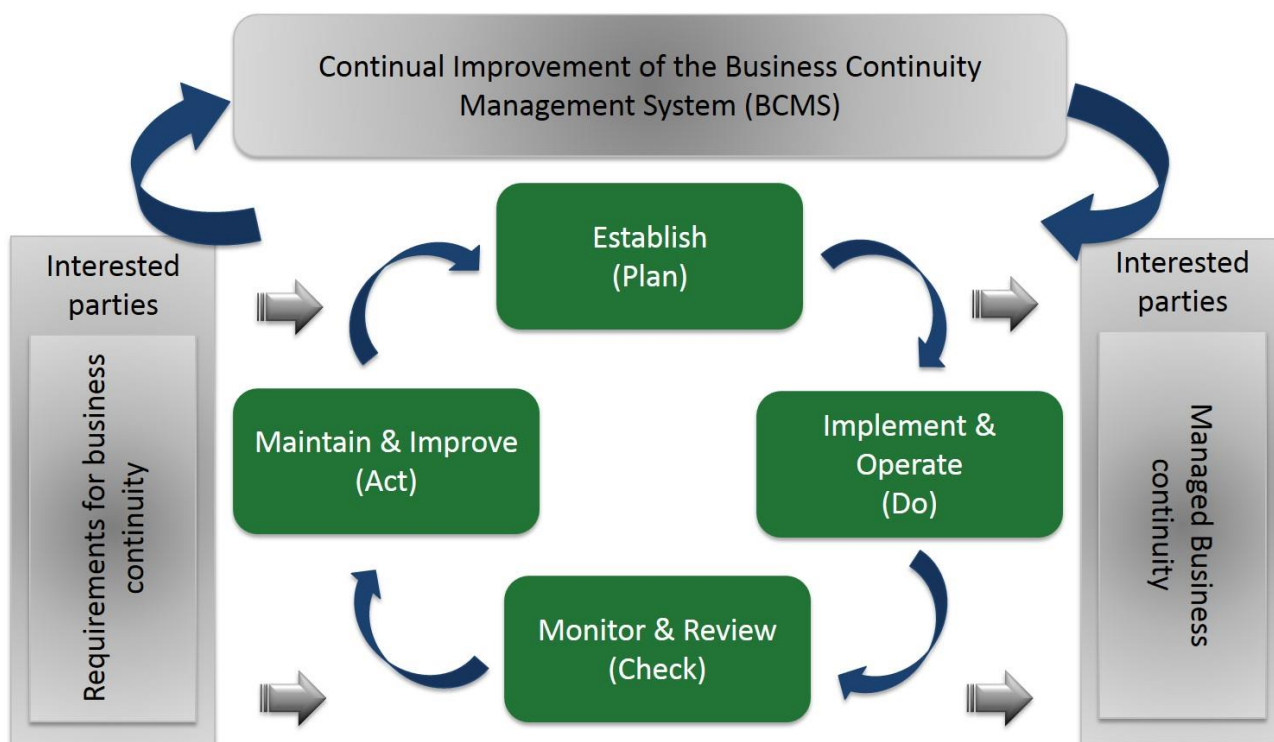 Continual Improvement of the Business Continuity
Management System (BCMS)
Interested
parties
Requirements for business
continuity
Establish
(Plan)
Maintain & Improve
(Act)
Implement &
Operate
(Do)
Monitor & Review
(Check)
Interested
parties
Managed Business
continuity